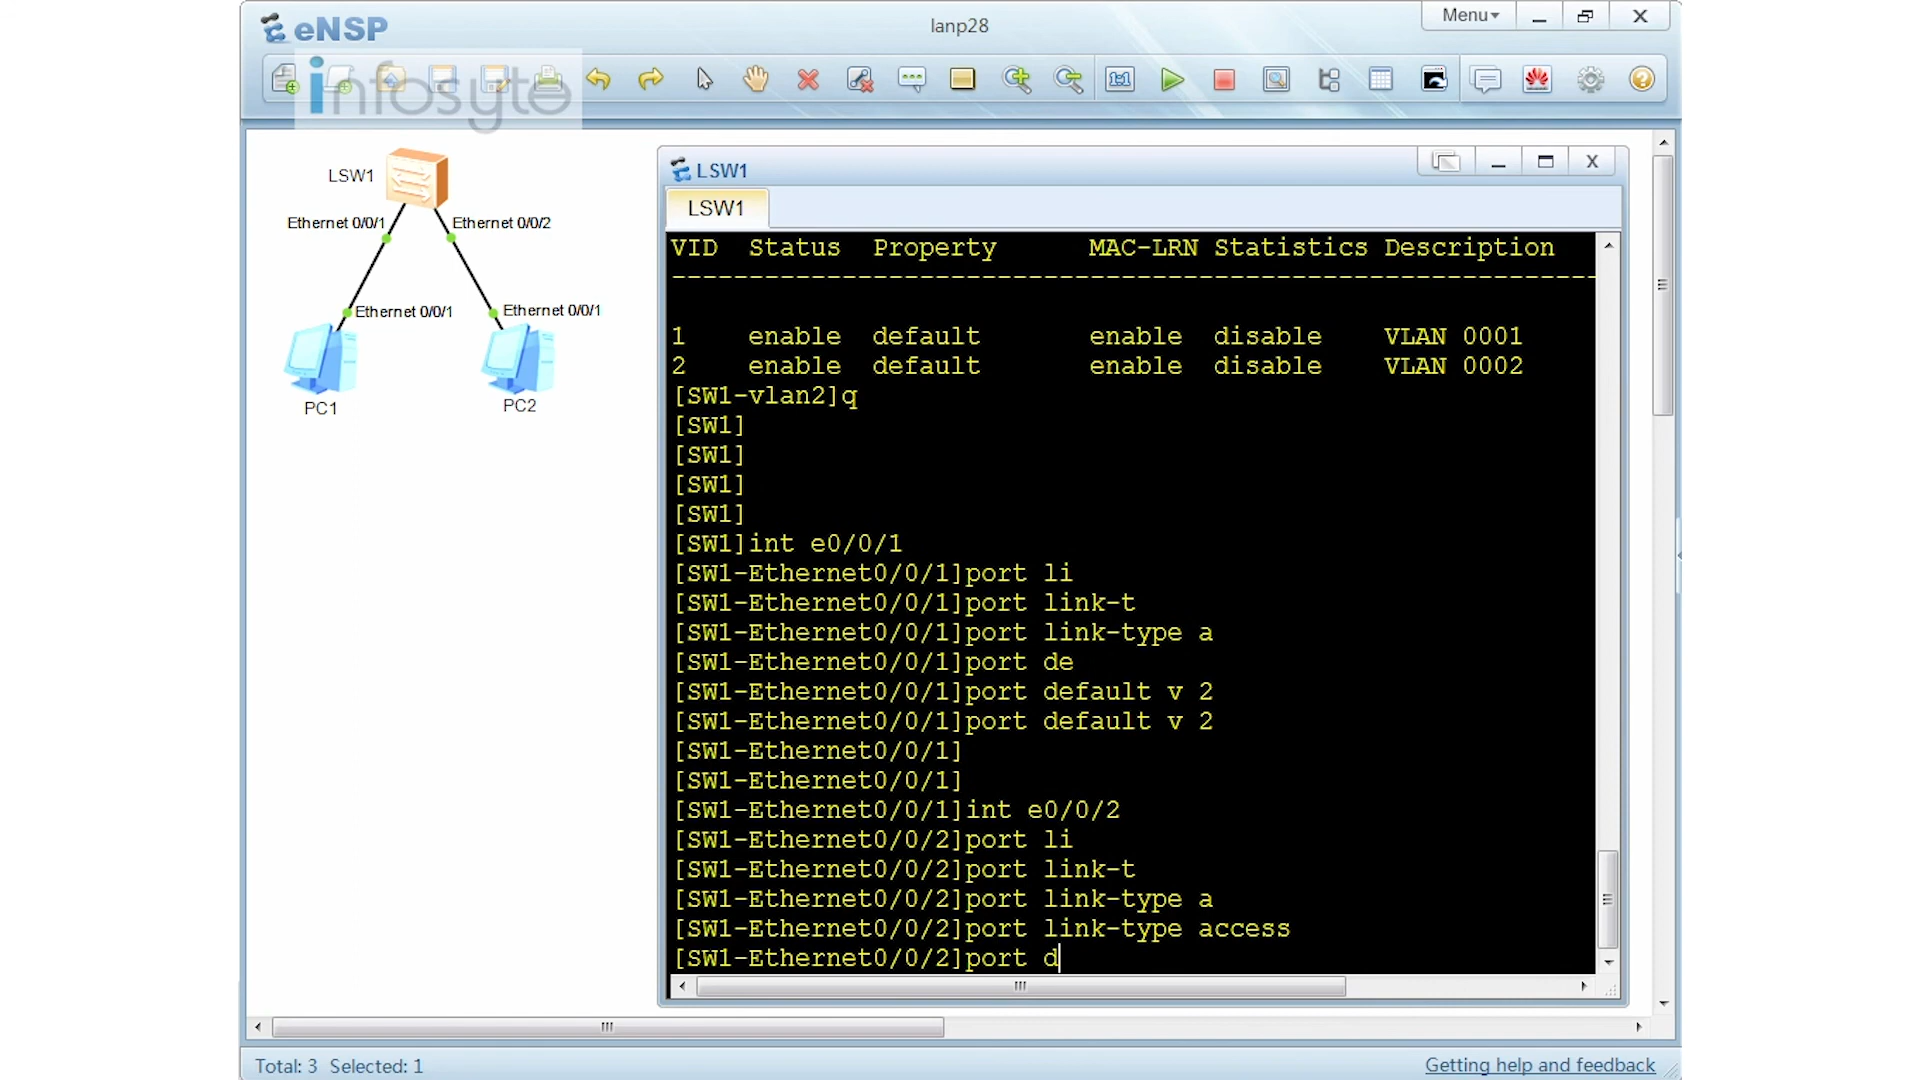 eNSP
lanp28
Menu
infosyte
LSW1
Ethernet 0/0/1
Ethernet 0/0/2
Ethernet 0/0/1
Ethernet 0/0/1
PC1
PC2
LSW1
LSW1
VID Status Property MAC-LRN Statistics Description
--------------------------------------------------------------------------------
1 enable default enable disable VLAN 0001
2 enable default enable disable VLAN 0002
[SW1-vlan2]q
[SW1]
[SW1]
[SW1]
[SW1]
[SW1]int e0/0/1
[SW1-Ethernet0/0/1]port li
[SW1-Ethernet0/0/1]port link-t
[SW1-Ethernet0/0/1]port link-type a
[SW1-Ethernet0/0/1]port de
[SW1-Ethernet0/0/1]port default v 2
[SW1-Ethernet0/0/1]port default v 2
[SW1-Ethernet0/0/1]
[SW1-Ethernet0/0/1]
[SW1-Ethernet0/0/1]int e0/0/2
[SW1-Ethernet0/0/2]port li
[SW1-Ethernet0/0/2]port link-t
[SW1-Ethernet0/0/2]port link-type a
[SW1-Ethernet0/0/2]port link-type access
[SW1-Ethernet0/0/2]port d
Total: 3 Selected: 1
Getting help and feedback